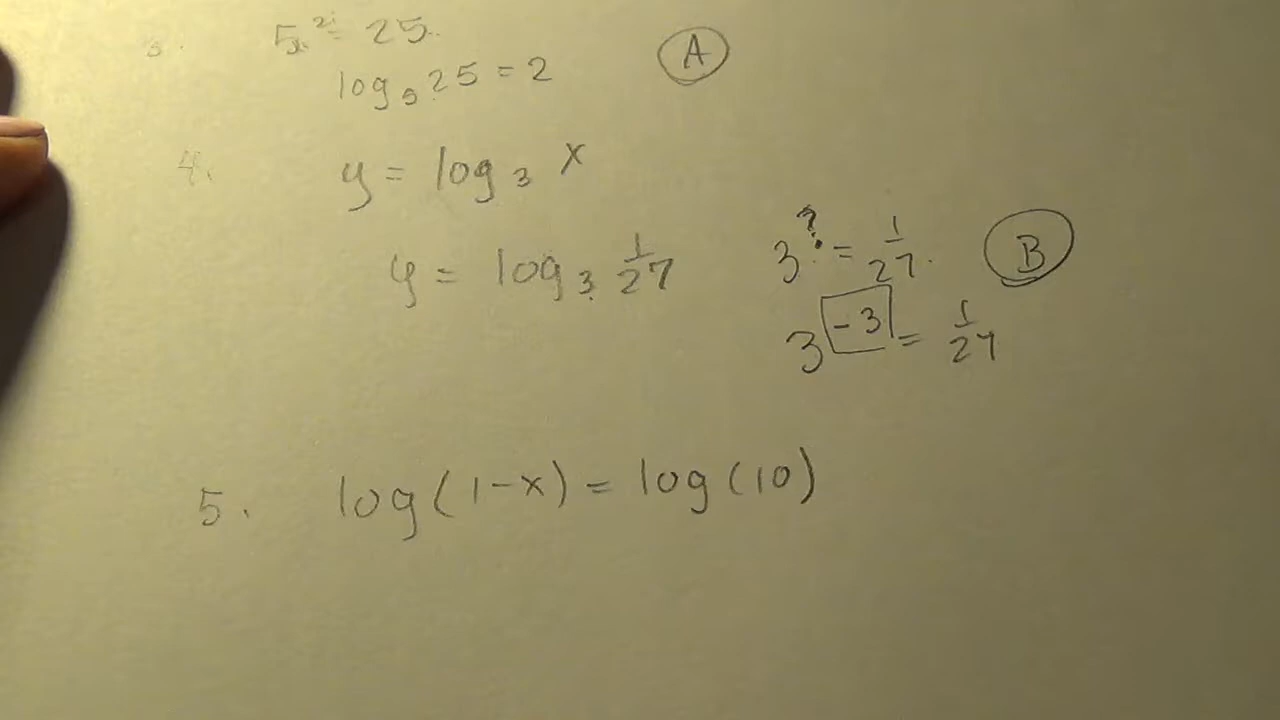 3. 5² = 25
log₅ 25 = 2 A
4. y = log₃ x
y = log₃ 1/27 3^? = 1/27. B
3^-3 = 1/27
5. log(1-x) = log(10)